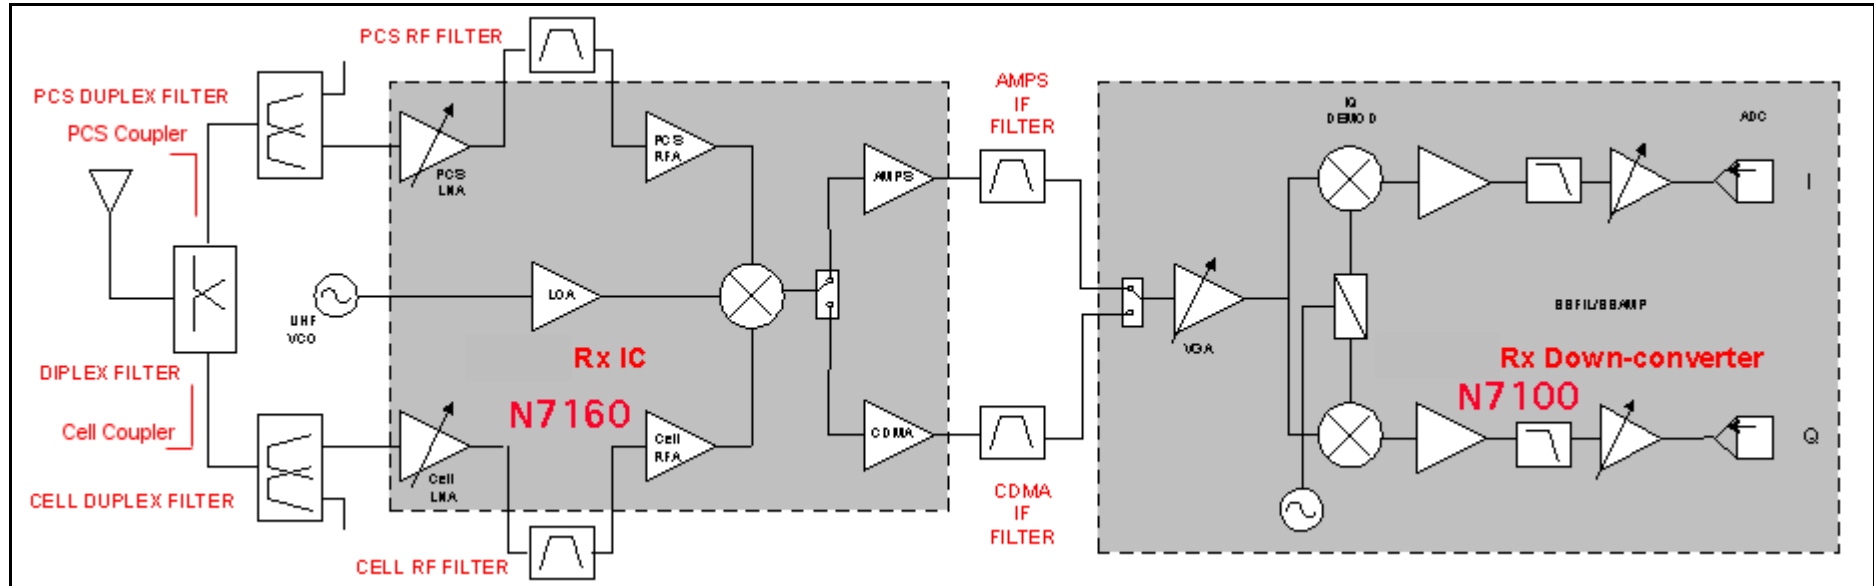 PCS RF FILTER
PCS DUPLEX FILTER
PCS Coupler
PCS
LNA
PCS
RFA
AMPS
IF
FILTER
IQ
DEMOD
ADC
AMPS
I
UHF
VCO
LOA
Rx IC
N7160
DIPLEX FILTER
Cell Coupler
CELL DUPLEX FILTER
Cell
LNA
Cell
RFA
CDMA
CELL RF FILTER
CDMA
IF
FILTER
VGA
BBFIL/BBAMP
Rx Down-converter
N7100
Q